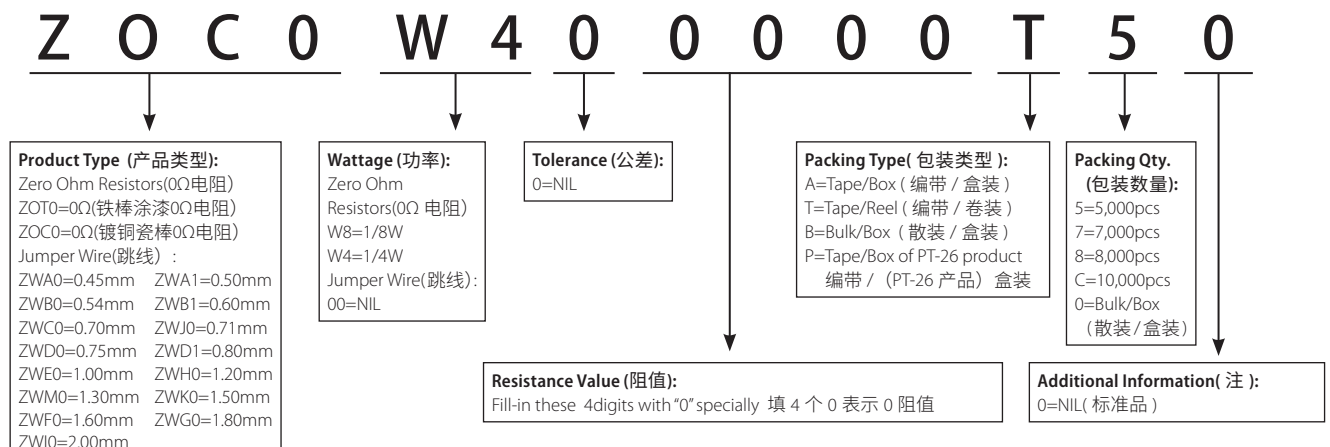 Z O C 0 W 4 0 0 0 0 0 T 5 0
Product Type (产品类型):
Zero Ohm Resistors(0Ω电阻)
ZOT0=0Ω(铁棒涂漆0Ω电阻)
ZOC0=0Ω(镀铜瓷棒0Ω电阻)
Jumper Wire(跳线):
ZWA0=0.45mm ZWA1=0.50mm
ZWB0=0.54mm ZWB1=0.60mm
ZWC0=0.70mm ZWJ0=0.71mm
ZWD0=0.75mm ZWD1=0.80mm
ZWE0=1.00mm ZWH0=1.20mm
ZWM0=1.30mm ZWK0=1.50mm
ZWF0=1.60mm ZWG0=1.80mm
ZWI0=2.00mm
Wattage (功率):
Zero Ohm
Resistors(0Ω 电阻)
W8=1/8W
W4=1/4W
Jumper Wire(跳线):
00=NIL
Tolerance (公差):
0=NIL
Resistance Value (阻值):
Fill-in these 4digits with “0” specially 填 4 个 0 表示 0 阻值
Packing Type( 包装类型 ):
A=Tape/Box ( 编带 / 盒装 )
T=Tape/Reel ( 编带 / 卷装 )
B=Bulk/Box ( 散装 / 盒装 )
P=Tape/Box of PT-26 product
编带 / (PT-26 产品) 盒装
Packing Qty.
(包装数量):
5=5,000pcs
7=7,000pcs
8=8,000pcs
C=10,000pcs
0=Bulk/Box
(散装/盒装)
Additional Information( 注 ):
0=NIL( 标准品 )